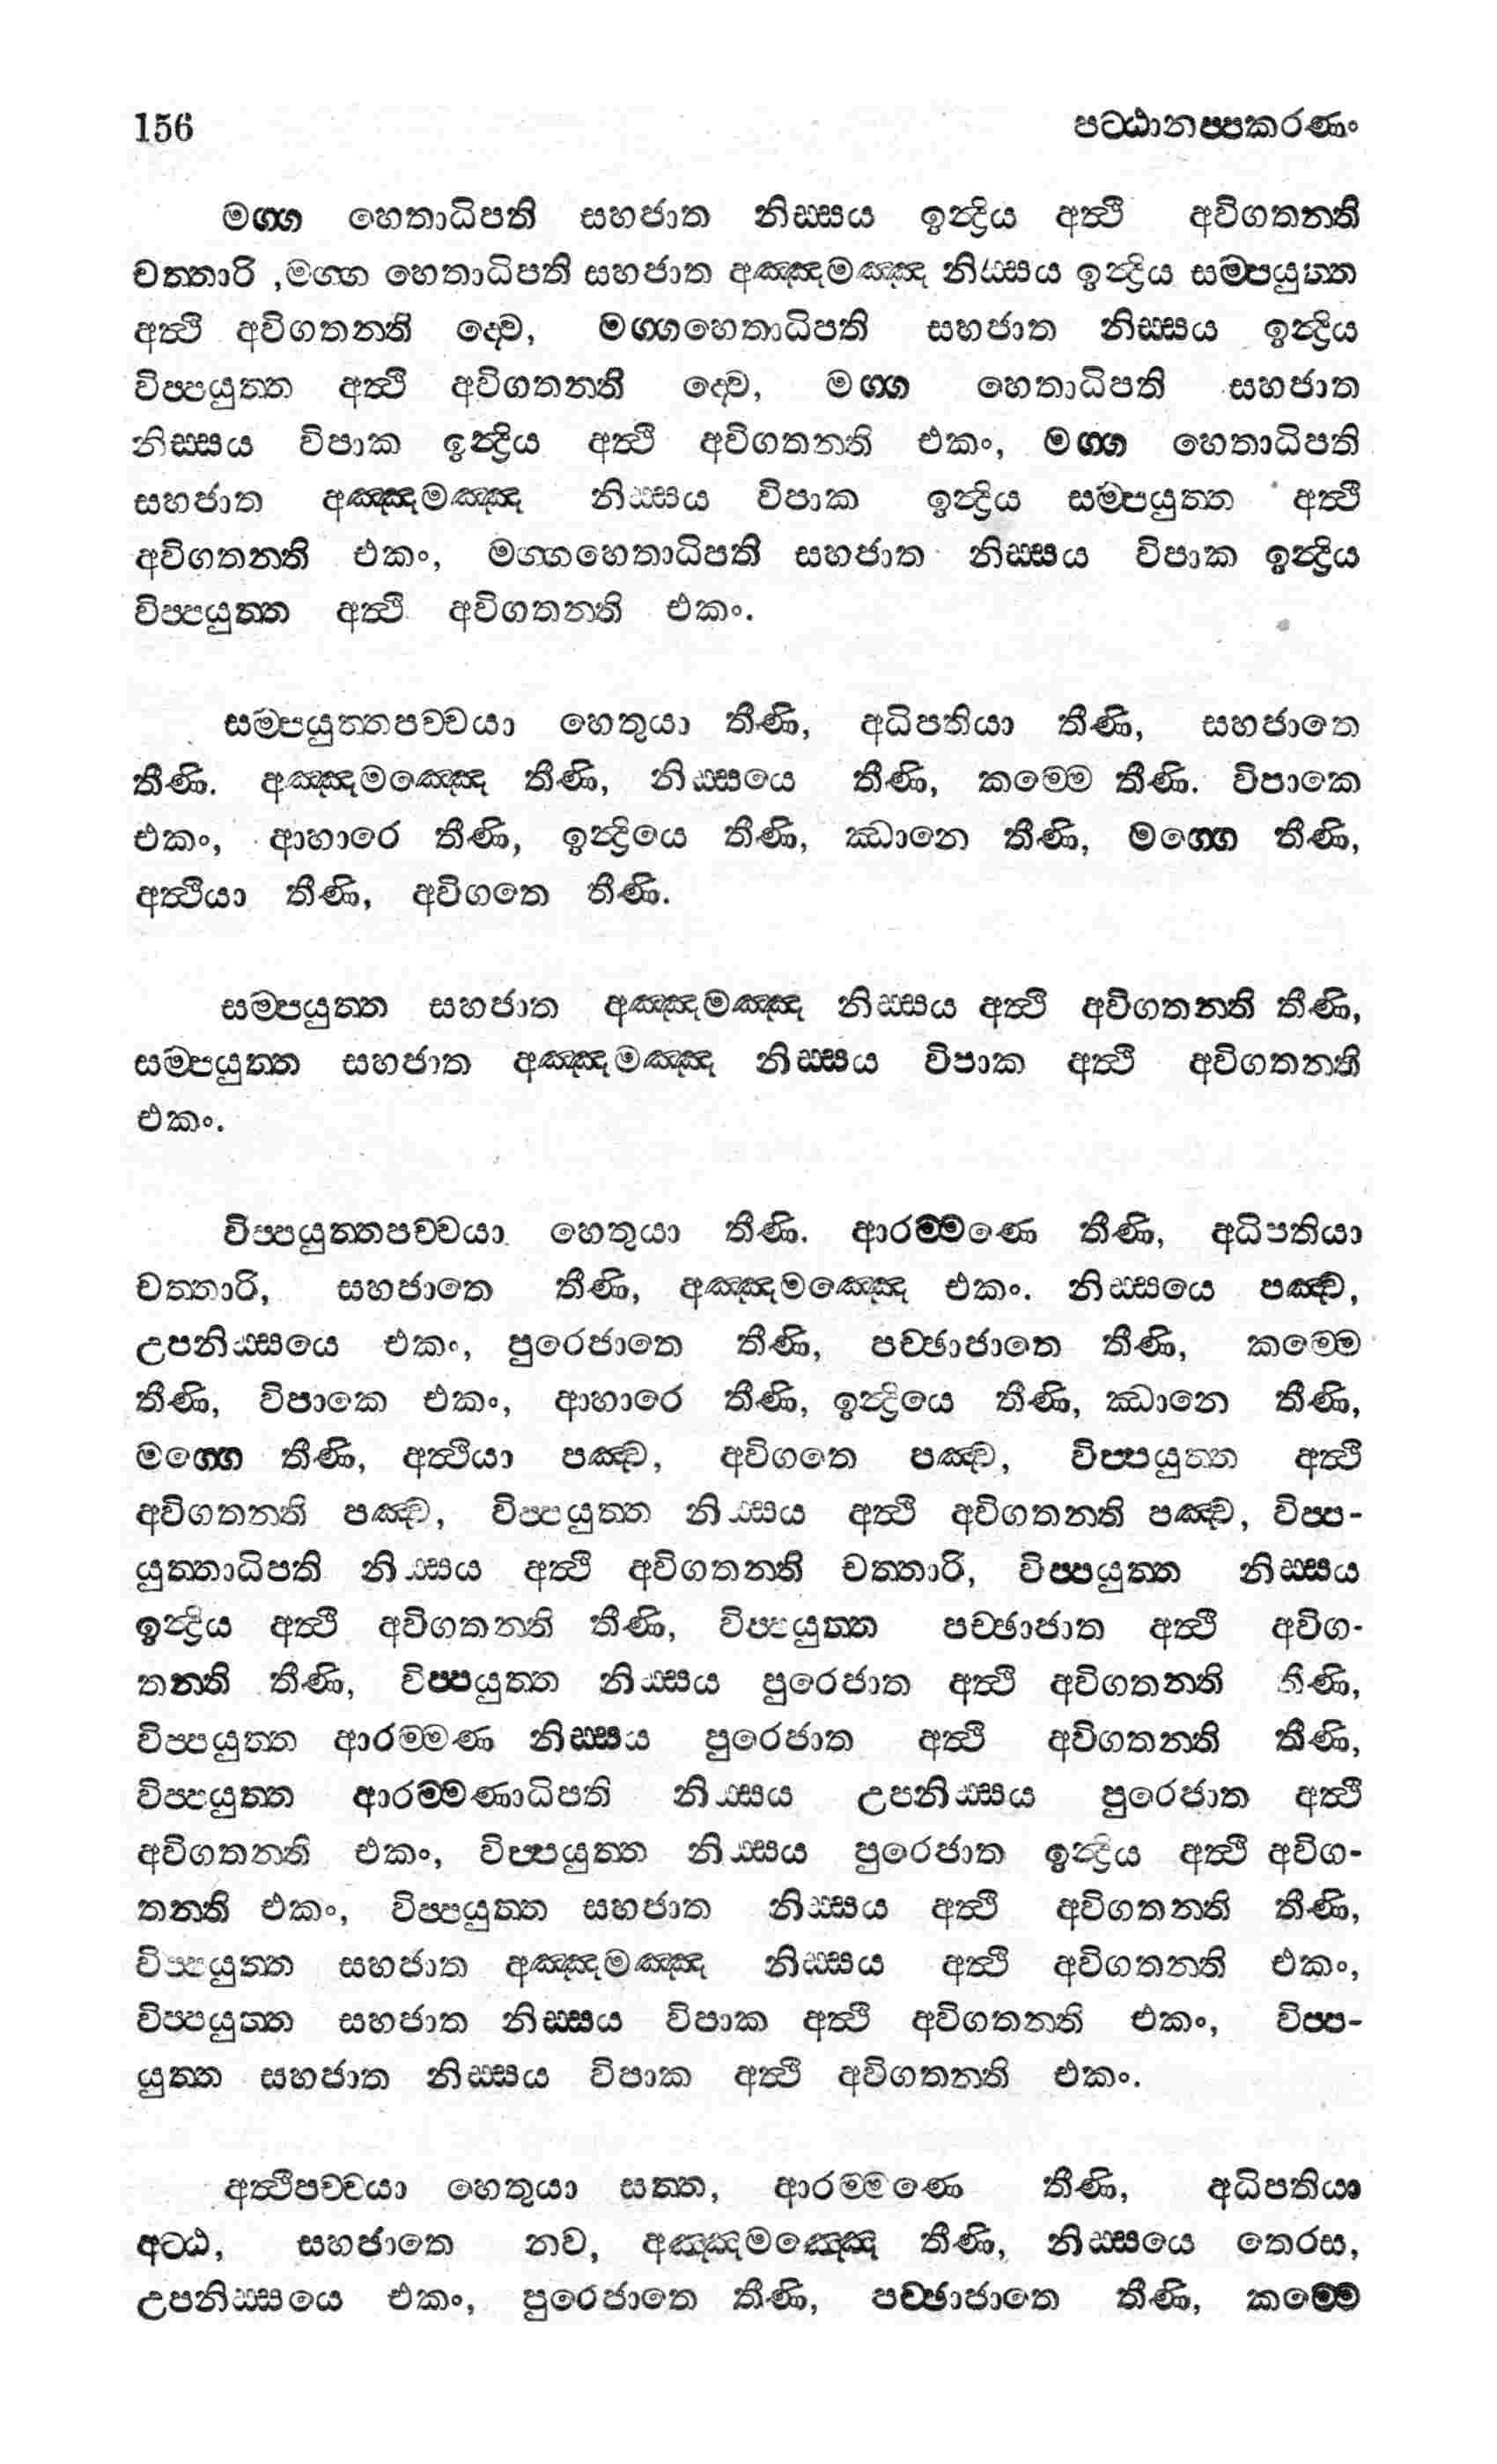 156 පට්ඨානප්පකරණං
මග්ග හෙතාධිපති සහජාත නිස්සය ඉන්ද්‍රිය අත්ථි අවිගතන්ති
චත්තාරි ,මග්ග හෙතාධිපති සහජාත අඤ්ඤමඤ්ඤ නිස්සය ඉන්ද්‍රිය සම්පයුත්ත
අත්ථි අවිගතන්ති ද්වෙ, මග්ගහෙතාධිපති සහජාත නිස්සය ඉන්ද්‍රිය
විප්පයුත්ත අත්ථි අවිගතන්ති ද්වෙ, මග්ග හෙතාධිපති සහජාත
නිස්සය විපාක ඉන්ද්‍රිය අත්ථි අවිගතන්ති එකං, මග්ග හෙතාධිපති
සහජාත අඤ්ඤමඤ්ඤ නිස්සය විපාක ඉන්ද්‍රිය සම්පයුත්ත අත්ථි
අවිගතන්ති එකං, මග්ගහෙතාධිපති සහජාත නිස්සය විපාක ඉන්ද්‍රිය
විප්පයුත්ත අත්ථි අවිගතන්ති එකං.
සම්පයුත්තපච්චයා හෙතුයා තීණි, අධිපතියා තීණි, සහජාතෙ
තීණි. අඤ්ඤමඤ්ඤෙ තීණි, නිස්සයෙ තීණි, කම්මෙ තීණි. විපාකෙ
එකං, ආහාරෙ තීණි, ඉන්ද්‍රියෙ තීණි, ඣානෙ තීණි, මග්ගෙ තීණි,
අත්ථියා තීණි, අවිගතෙ තීණි.
සම්පයුත්ත සහජාත අඤ්ඤමඤ්ඤ නිස්සය අත්ථි අවිගතන්ති තීණි,
සම්පයුත්ත සහජාත අඤ්ඤමඤ්ඤ නිස්සය විපාක අත්ථි අවිගතන්ති
එකං.
විප්පයුත්තපච්චයා හෙතුයා තීණි. ආරම්මණෙ තීණි, අධිපතියා
චත්තාරි, සහජාතෙ තීණි, අඤ්ඤමඤ්ඤෙ එකං. නිස්සයෙ පඤ්ච,
උපනිස්සයෙ එකං, පුරෙජාතෙ තීණි, පච්ඡාජාතෙ තීණි, කම්මෙ
තීණි, විපාකෙ එකං, ආහාරෙ තීණි, ඉන්ද්‍රියෙ තීණි, ඣානෙ තීණි,
මග්ගෙ තීණි, අත්ථියා පඤ්ච, අවිගතෙ පඤ්ච, විප්පයුත්ත අත්ථි
අවිගතන්ති පඤ්ච, විප්පයුත්ත නිස්සය අත්ථි අවිගතන්ති පඤ්ච, විප්ප-
යුත්තාධිපති නිස්සය අත්ථි අවිගතන්ති චත්තාරි, විප්පයුත්ත නිස්සය
ඉන්ද්‍රිය අත්ථි අවිගතන්ති තීණි, විප්පයුත්ත පච්ඡාජාත අත්ථි අවිග-
තන්ති තීණි, විප්පයුත්ත නිස්සය පුරෙජාත අත්ථි අවිගතන්ති තීණි,
විප්පයුත්ත ආරම්මණ නිස්සය පුරෙජාත අත්ථි අවිගතන්ති තීණි,
විප්පයුත්ත ආරම්මණාධිපති නිස්සය උපනිස්සය පුරෙජාත අත්ථි
අවිගතන්ති එකං, විප්පයුත්ත නිස්සය පුරෙජාත ඉන්ද්‍රිය අත්ථි අවිග-
තන්ති එකං, විප්පයුත්ත සහජාත නිස්සය අත්ථි අවිගතන්ති තීණි,
විප්පයුත්ත සහජාත අඤ්ඤමඤ්ඤ නිස්සය අත්ථි අවිගතන්ති එකං,
විප්පයුත්ත සහජාත නිස්සය විපාක අත්ථි අවිගතන්ති එකං, විප්ප-
යුත්ත සහජාත නිස්සය විපාක අත්ථි අවිගතන්ති එකං.
අත්ථිපච්චයා හෙතුයා සත්ත, ආරම්මණෙ තීණි, අධිපතියා
අට්ඨ, සහජාතෙ නව, අඤ්ඤමඤ්ඤෙ තීණි, නිස්සයෙ තෙරස,
උපනිස්සයෙ එකං, පුරෙජාතෙ තීණි, පච්ඡාජාතෙ තීණි, කම්මෙ